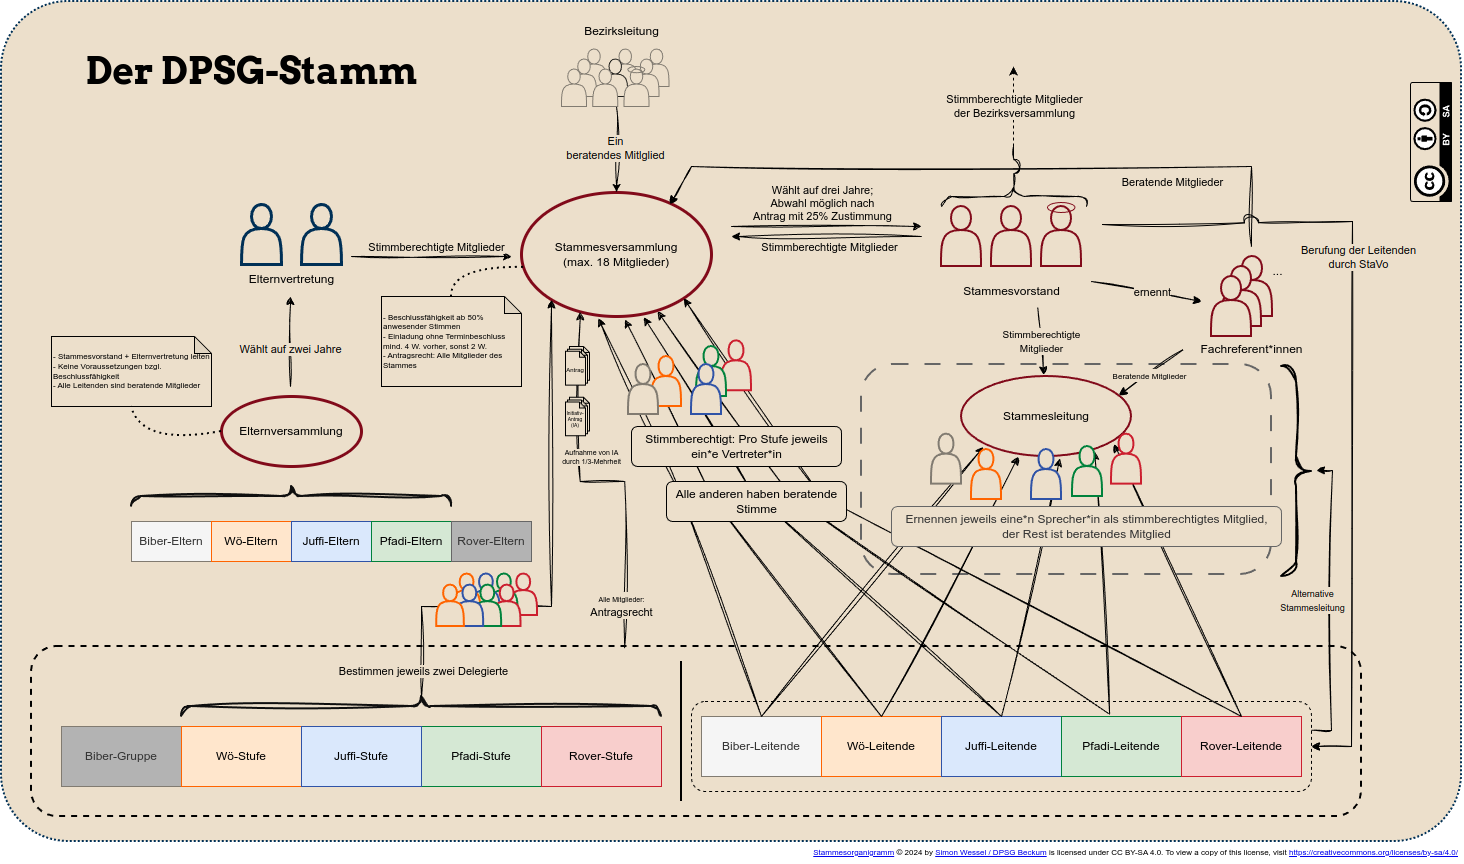 Der DPSG-Stamm
Bezirksleitung
Ein
beratendes Mitlglied
Stimmberechtigte Mitglieder
der Bezirksversammlung
BY SA
cc
Beratende Mitglieder
Wählt auf drei Jahre;
Abwahl möglich nach
Antrag mit 25% Zustimmung
Stimmberechtigte Mitglieder
Stammesversammlung
(max. 18 Mitglieder)
Stimmberechtigte Mitglieder
Elternvertretung
Stammesvorstand
ernennt
Berufung der Leitenden
durch StaVo
...
Fachreferent*innen
Wählt auf zwei Jahre
- Stammesvorstand + Elternvertretung leiten
- Keine Voraussetzungen bzgl.
Beschlussfähigkeit
- Alle Leitenden sind beratende Mitglieder
- Beschlussfähigkeit ab 50%
anwesender Stimmen
- Einladung ohne Terminbeschluss
mind. 4 W. vorher, sonst 2 W.
- Antragsrecht: Alle Mitglieder des
Stammes
Stimmberechtigte
Mitglieder
Beratende Mitglieder
Antrag
Initiativ-
Antrag
(IA)
Aufnahme von IA
durch 1/3-Mehrheit
Elternversammlung
Stammesleitung
Stimmberechtigt: Pro Stufe jeweils
ein*e Vertreter*in
Alle anderen haben beratende
Stimme
Ernennen jeweils eine*n Sprecher*in als stimmberechtigtes Mitglied,
der Rest ist beratendes Mitglied
Biber-Eltern
Wö-Eltern
Juffi-Eltern
Pfadi-Eltern
Rover-Eltern
Alle Mitglieder:
Antragsrecht
Alternative
Stammesleitung
Bestimmen jeweils zwei Delegierte
Biber-Gruppe
Wö-Stufe
Juffi-Stufe
Pfadi-Stufe
Rover-Stufe
Biber-Leitende
Wö-Leitende
Juffi-Leitende
Pfadi-Leitende
Rover-Leitende
Stammesorganigramm © 2024 by Simon Wessel / DPSG Beckum is licensed under CC BY-SA 4.0. To view a copy of this license, visit https://creativecommons.org/licenses/by-sa/4.0/